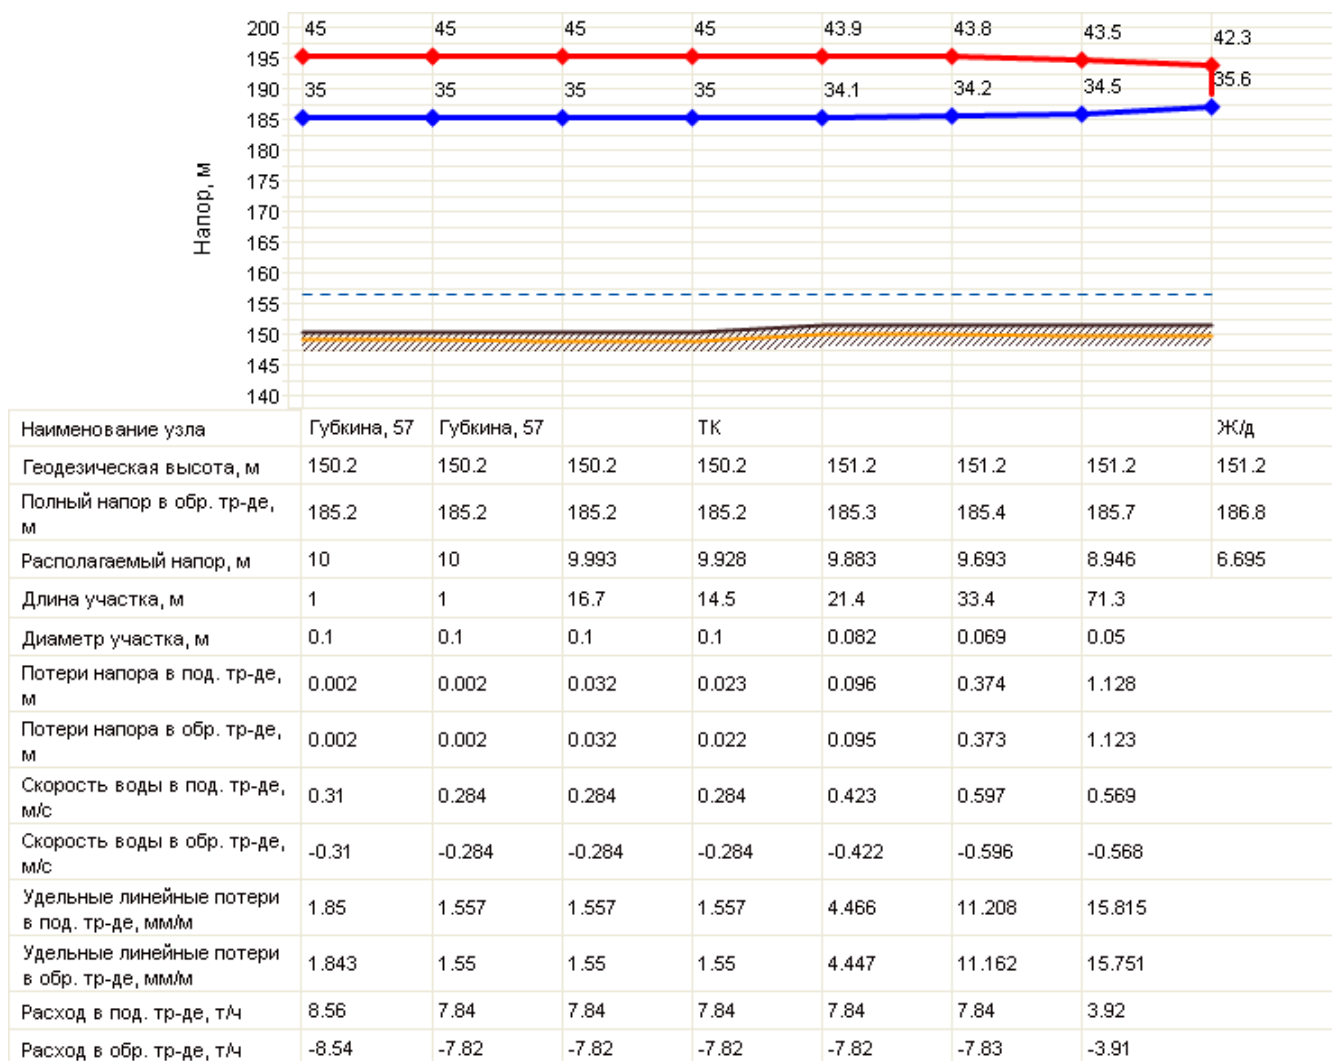 200 45 45 45 45 43.9 43.8 43.5 42.3
195
190 35 35 35 35 34.1 34.2 34.5 35.6
185
180
175
170
165
160
155
150
145
140
Напор, м
Наименование узла Губкина, 57 Губкина, 57 ТК Ж/д
Геодезическая высота, м 150.2 150.2 150.2 150.2 151.2 151.2 151.2 151.2
Полный напор в обр. тр-де,
м 185.2 185.2 185.2 185.2 185.3 185.4 185.7 186.8
Располагаемый напор, м 10 10 9.993 9.928 9.883 9.693 8.946 6.695
Длина участка, м 1 1 16.7 14.5 21.4 33.4 71.3
Диаметр участка, м 0.1 0.1 0.1 0.1 0.082 0.069 0.05
Потери напора в под. тр-де,
м 0.002 0.002 0.032 0.023 0.096 0.374 1.128
Потери напора в обр. тр-де,
м 0.002 0.002 0.032 0.022 0.095 0.373 1.123
Скорость воды в под. тр-де,
м/с 0.31 0.284 0.284 0.284 0.423 0.597 0.569
Скорость воды в обр. тр-де,
м/с -0.31 -0.284 -0.284 -0.284 -0.422 -0.596 -0.568
Удельные линейные потери
в под. тр-де, мм/м 1.85 1.557 1.557 1.557 4.466 11.208 15.815
Удельные линейные потери
в обр. тр-де, мм/м 1.843 1.55 1.55 1.55 4.447 11.162 15.751
Расход в под. тр-де, т/ч 8.56 7.84 7.84 7.84 7.84 7.84 3.92
Расход в обр. тр-де, т/ч -8.54 -7.82 -7.82 -7.82 -7.82 -7.83 -3.91